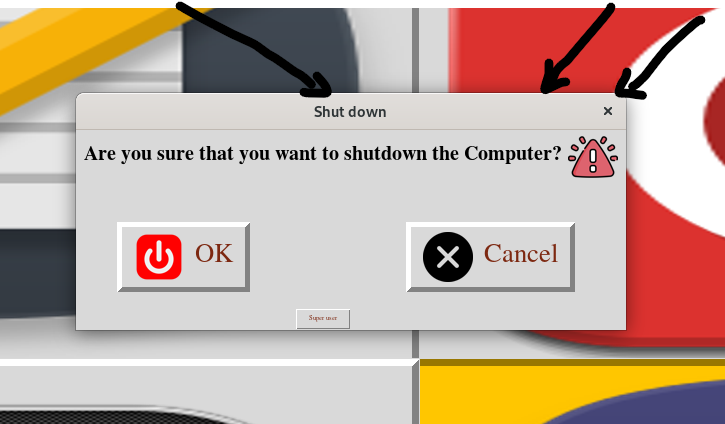 Shut down
Are you sure that you want to shutdown the Computer?
OK
Cancel
Super user